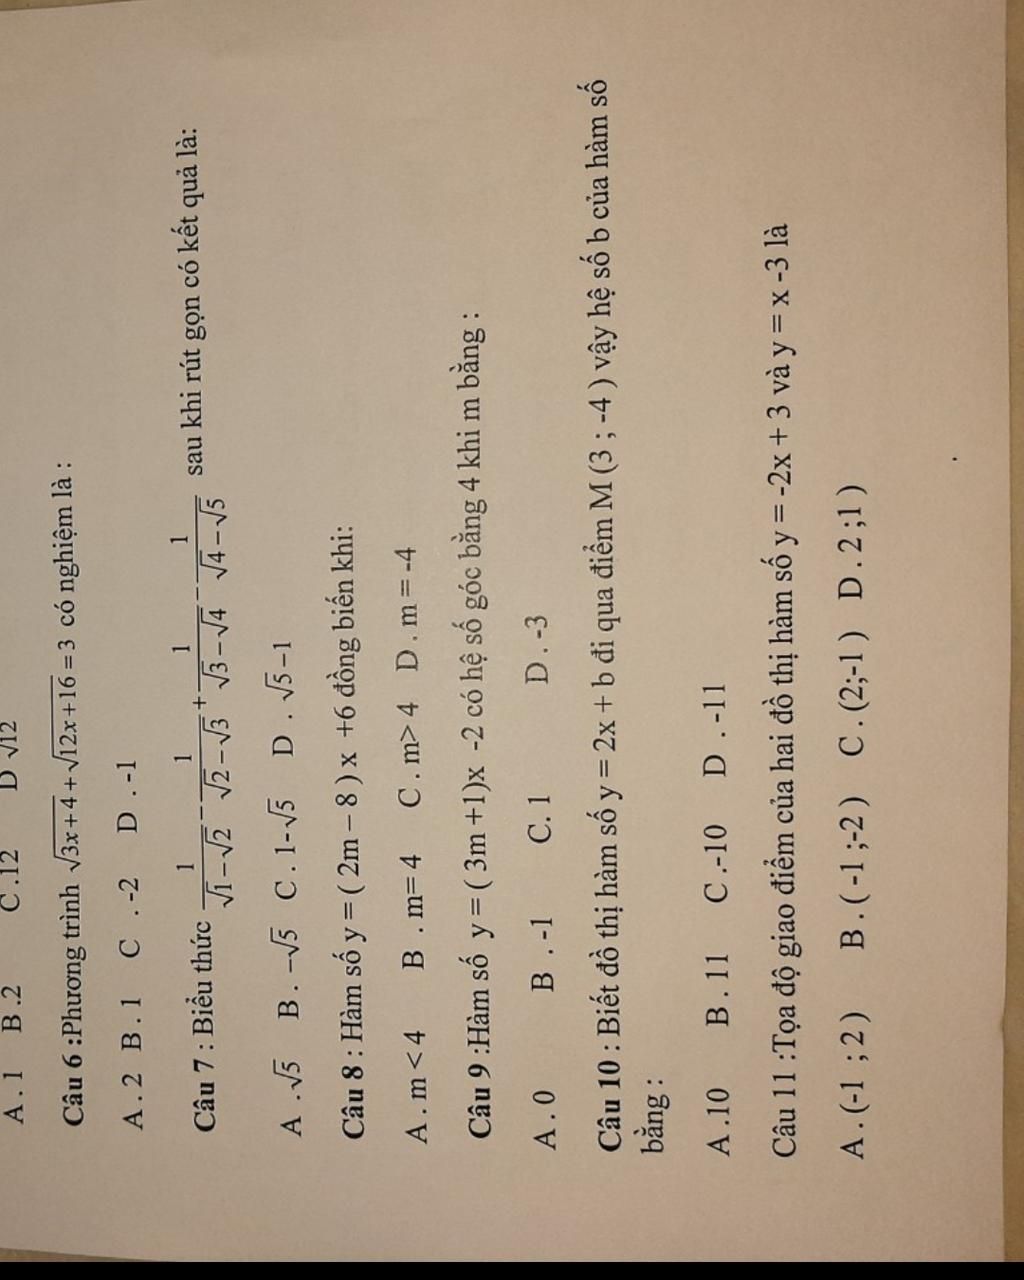 A . 1 B .2 C .12 D √12
Câu 6 :Phương trình √(3x+4) + √(12x+16) = 3 có nghiệm là :
A . 2 B . 1 C . -2 D . -1
Câu 7 : Biểu thức 1/(√1-√2) - 1/(√2-√3) + 1/(√3-√4) - 1/(√4-√5) sau khi rút gọn có kết quả là:
A .√5 B . -√5 C . 1-√5 D . √5-1
Câu 8 : Hàm số y = ( 2m – 8 ) x +6 đồng biến khi:
A . m < 4 B . m= 4 C . m> 4 D . m = -4
Câu 9 :Hàm số y = ( 3m +1)x -2 có hệ số góc bằng 4 khi m bằng :
A . 0 B . -1 C. 1 D . -3
Câu 10 : Biết đồ thị hàm số y = 2x + b đi qua điểm M (3 ; -4 ) vậy hệ số b của hàm số
bằng :
A .10 B . 11 C .-10 D . -11
Câu 11 :Tọa độ giao điểm của hai đồ thị hàm số y = -2x + 3 và y = x -3 là
A . (-1 ; 2 ) B . ( -1 ;-2 ) C . (2;-1 ) D . 2 ;1 )